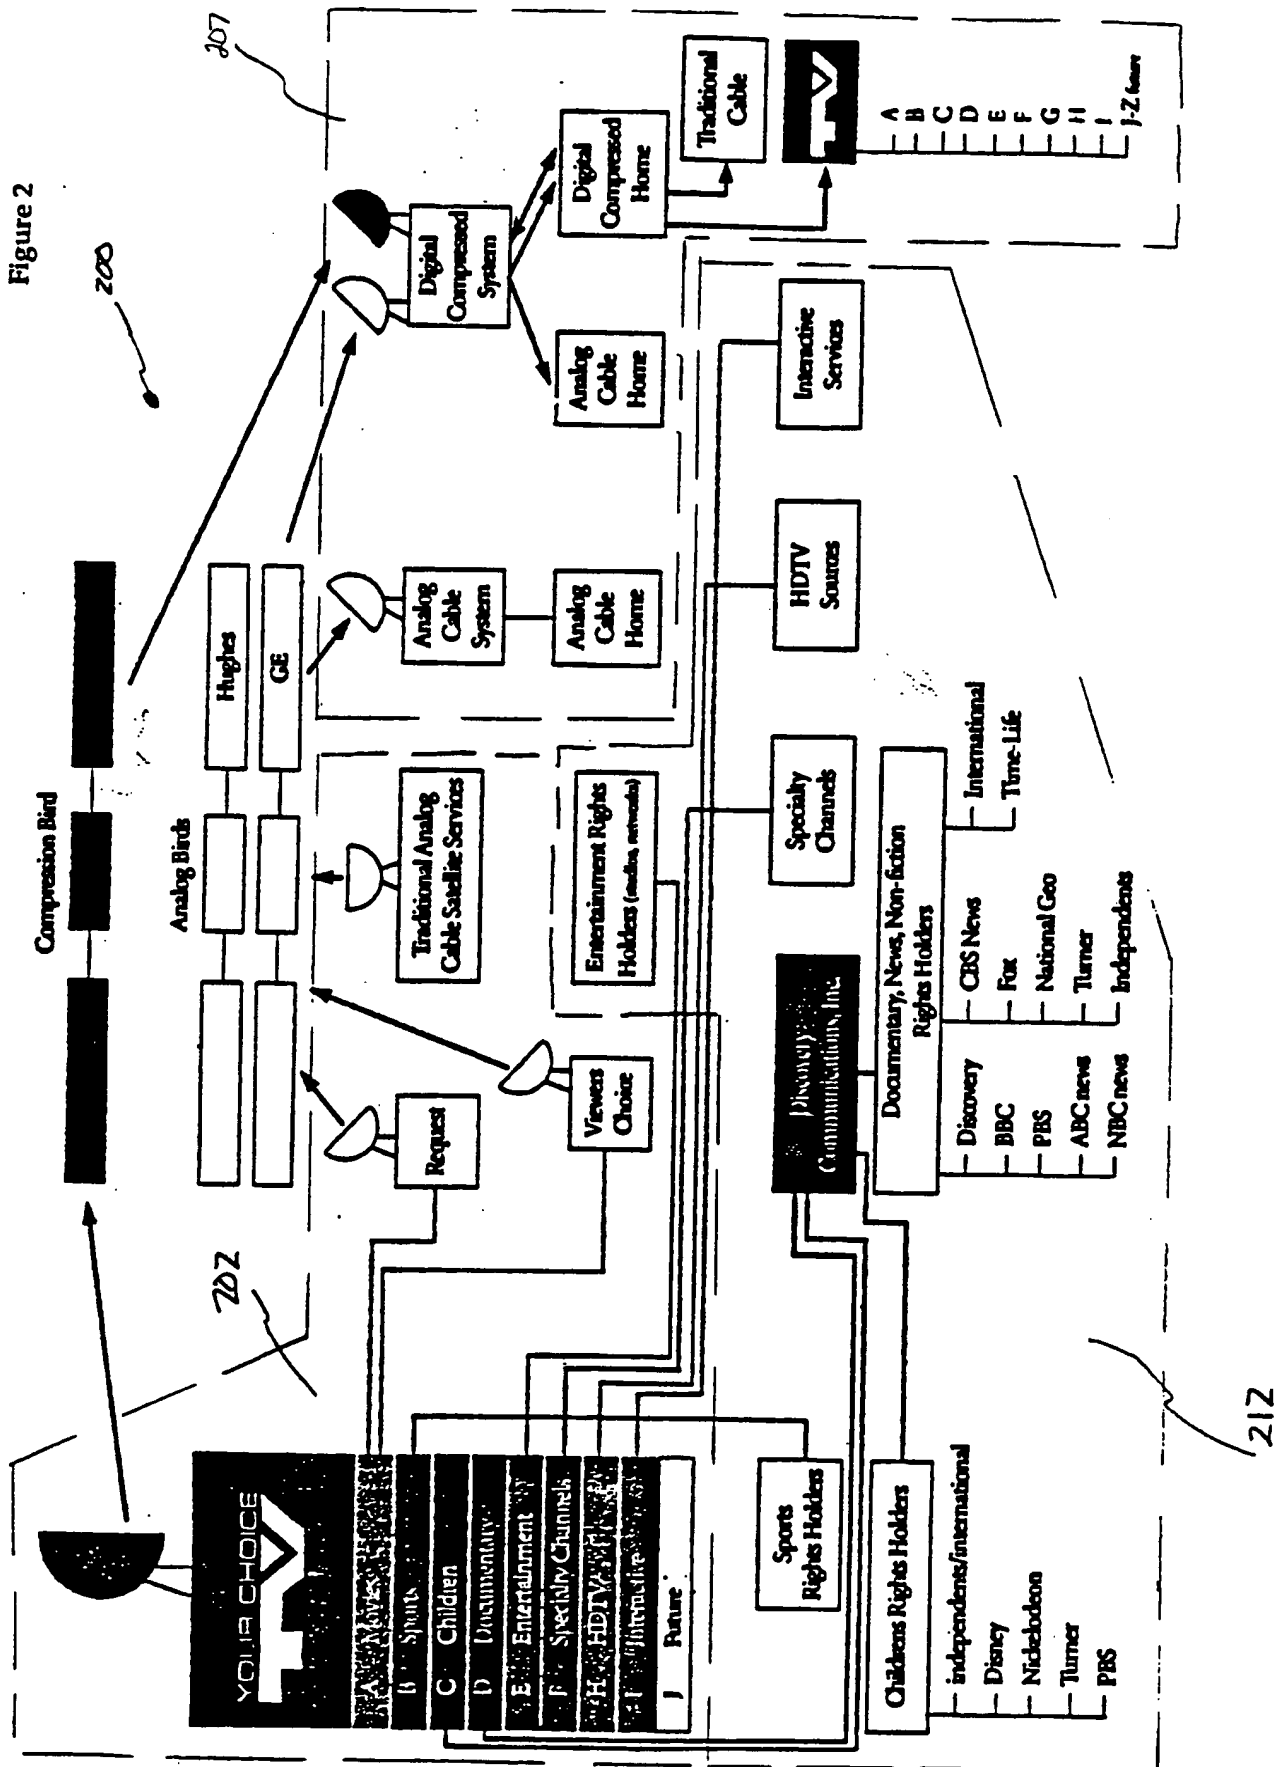 Figure 2
200
207
202
212
Compression Bird
Analog Birds
Hughes
GE
YOUR CHOICE
A Movies
B Sports
C Children
D Documentary
E Entertainment
F Specialty Channels
HDTV
Interactive
J Future
Request
Viewers
Choice
Traditional Analog
Cable Satellite Services
Entertainment Rights
Holders (studios, networks)
Analog
Cable
System
Analog
Cable
Home
Digital
Compressed
System
Analog
Cable
Home
Digital
Compressed
Home
Traditional
Cable
A
B
C
D
E
F
G
H
I
J-Z future
Sports
Rights Holders
Discovery
Communications, Inc.
Specialty
Channels
HDTV
Sources
Interactive
Services
Childrens Rights Holders
independents/international
Disney
Nickelodeon
Turner
PBS
Documentary, News, Non-fiction
Rights Holders
Discovery
BBC
PBS
ABC news
NBC news
CBS News
Fox
National Geo
Turner
Independents
International
Time-Life